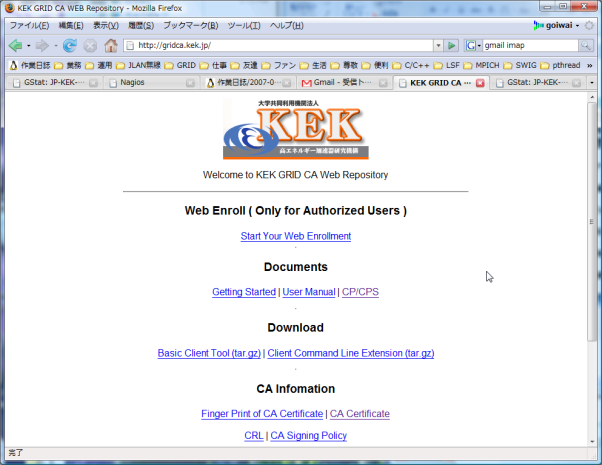 KEK GRID CA WEB Repository - Mozilla Firefox
ファイル(F) 編集(E) 表示(V) 履歴(S) ブックマーク(B) ツール(T) ヘルプ(H) goiwai
http://gridca.kek.jp/ gmail imap
作業日誌 業務 運用 JLAN無線 GRID 仕事 友達 ファン 生活 尊敬 便利 C/C++ LSF MPICH SWIG pthread »
GStat: JP-KEK-... Nagios 作業日誌/2007-0... Gmail - 受信ト... KEK GRID CA ... GStat: JP-KEK-...
大学共同利用機関法人
KEK
高エネルギー加速器研究機構
Welcome to KEK GRID CA Web Repository
Web Enroll ( Only for Authorized Users )
Start Your Web Enrollment
.
Documents
Getting Started | User Manual | CP/CPS
.
Download
Basic Client Tool (tar.gz) | Client Command Line Extension (tar.gz)
.
CA Infomation
Finger Print of CA Certificate | CA Certificate
CRL | CA Signing Policy
完了